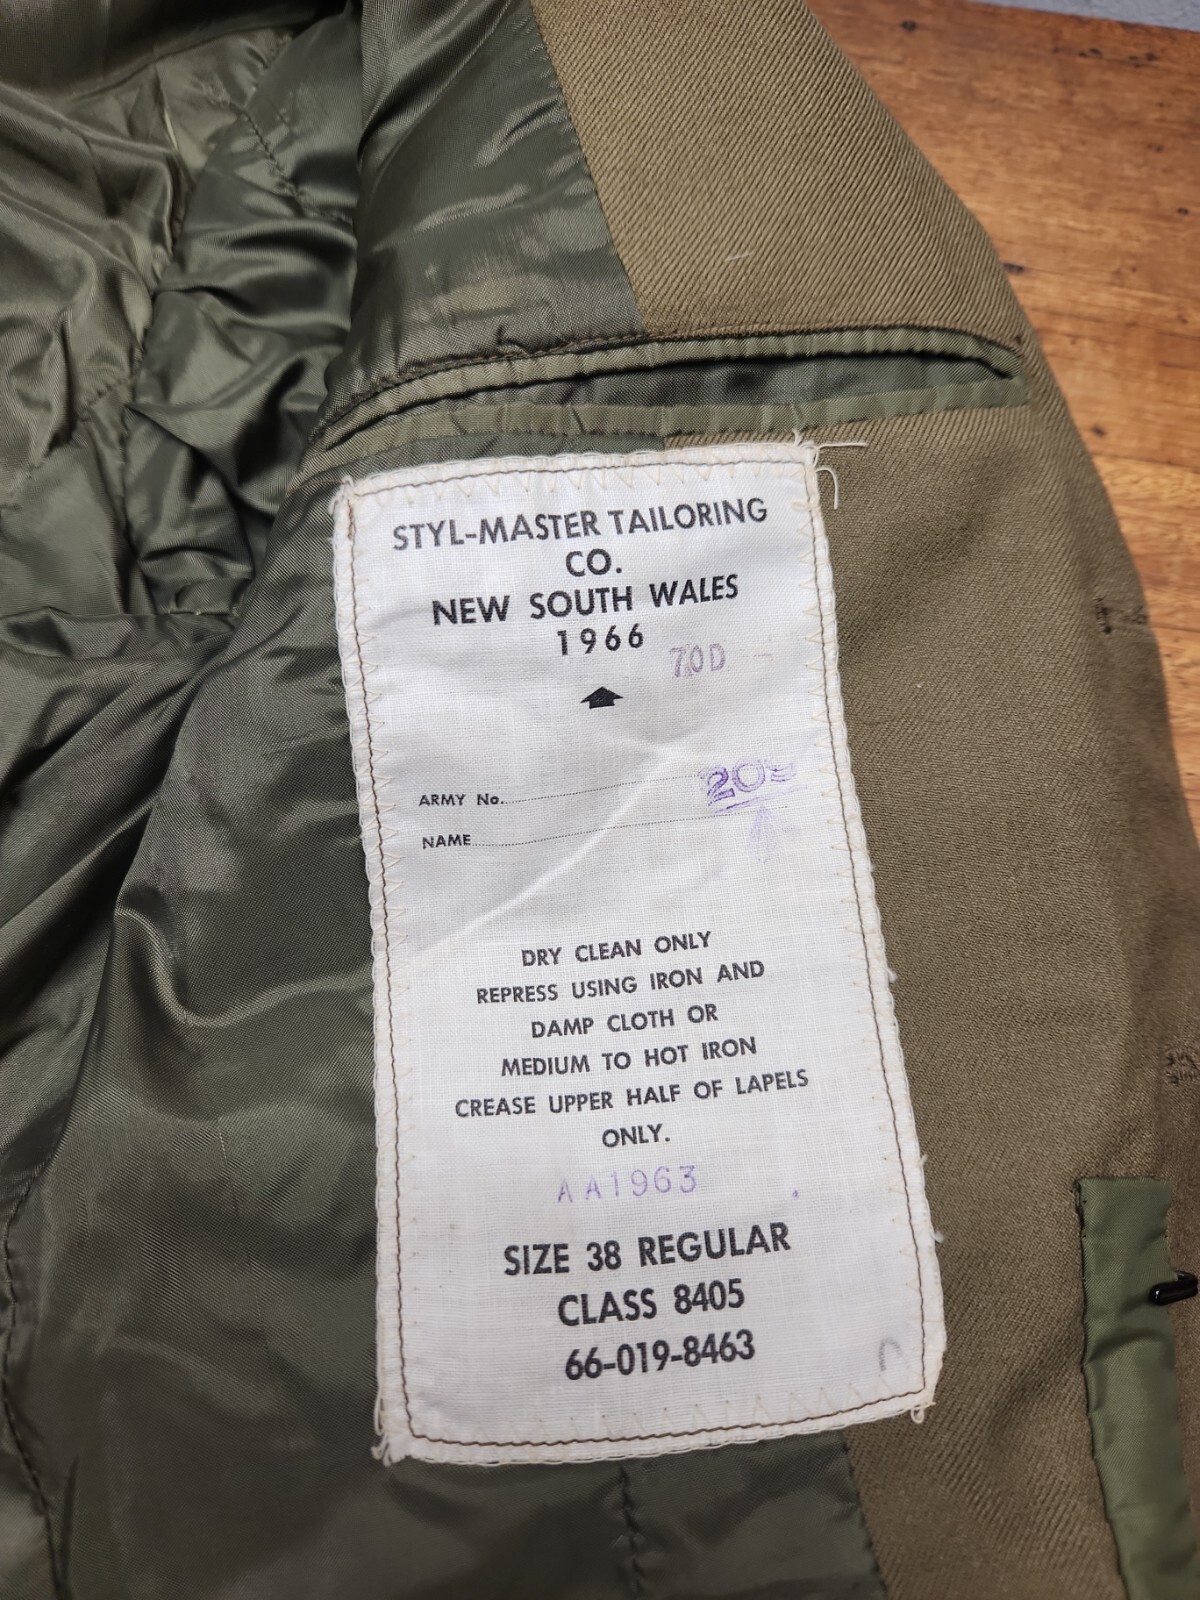 STYL-MASTER TAILORING
CO.
NEW SOUTH WALES
1966
70D
ARMY No.
NAME
DRY CLEAN ONLY
REPRESS USING IRON AND
DAMP CLOTH OR
MEDIUM TO HOT IRON
CREASE UPPER HALF OF LAPELS
ONLY.
AA1963
SIZE 38 REGULAR
CLASS 8405
66-019-8463